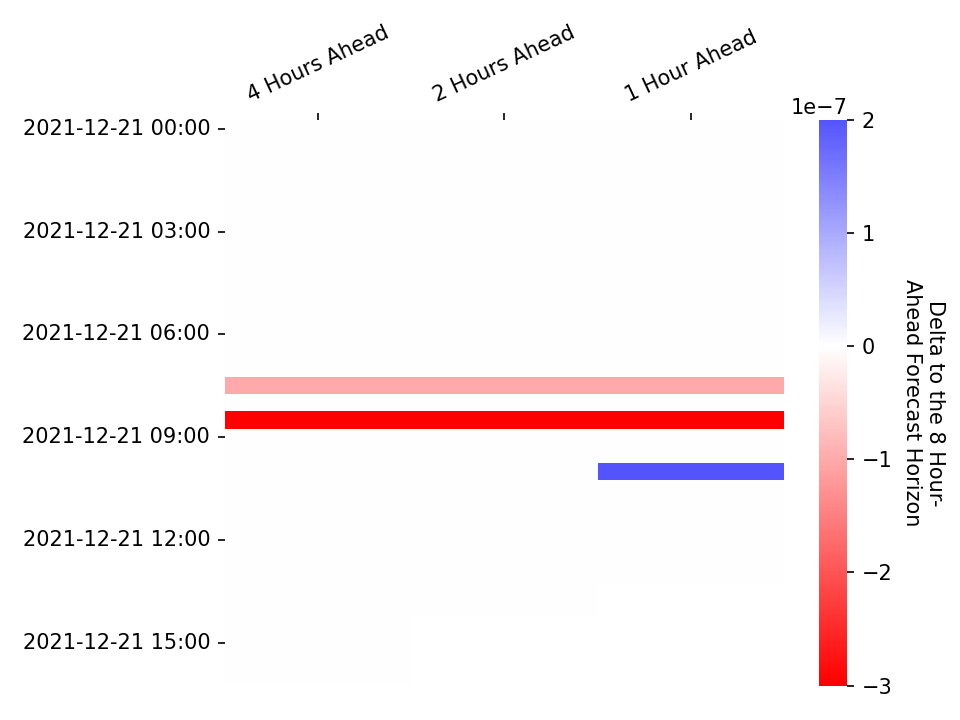 4 Hours Ahead
2 Hours Ahead
1 Hour Ahead
1e−7
2021-12-21 00:00
2021-12-21 03:00
2021-12-21 06:00
2021-12-21 09:00
2021-12-21 12:00
2021-12-21 15:00
2
1
0
−1
−2
−3
Delta to the 8 Hour-
Ahead Forecast Horizon